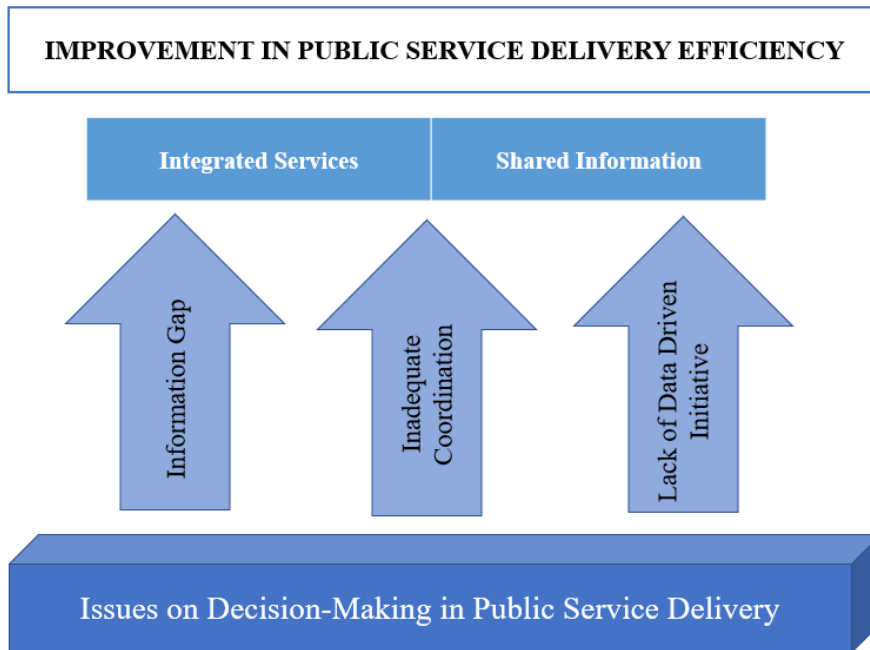 IMPROVEMENT IN PUBLIC SERVICE DELIVERY EFFICIENCY
Integrated Services
Shared Information
Information Gap
Inadequate
Coordination
Lack of Data Driven
Initiative
Issues on Decision-Making in Public Service Delivery